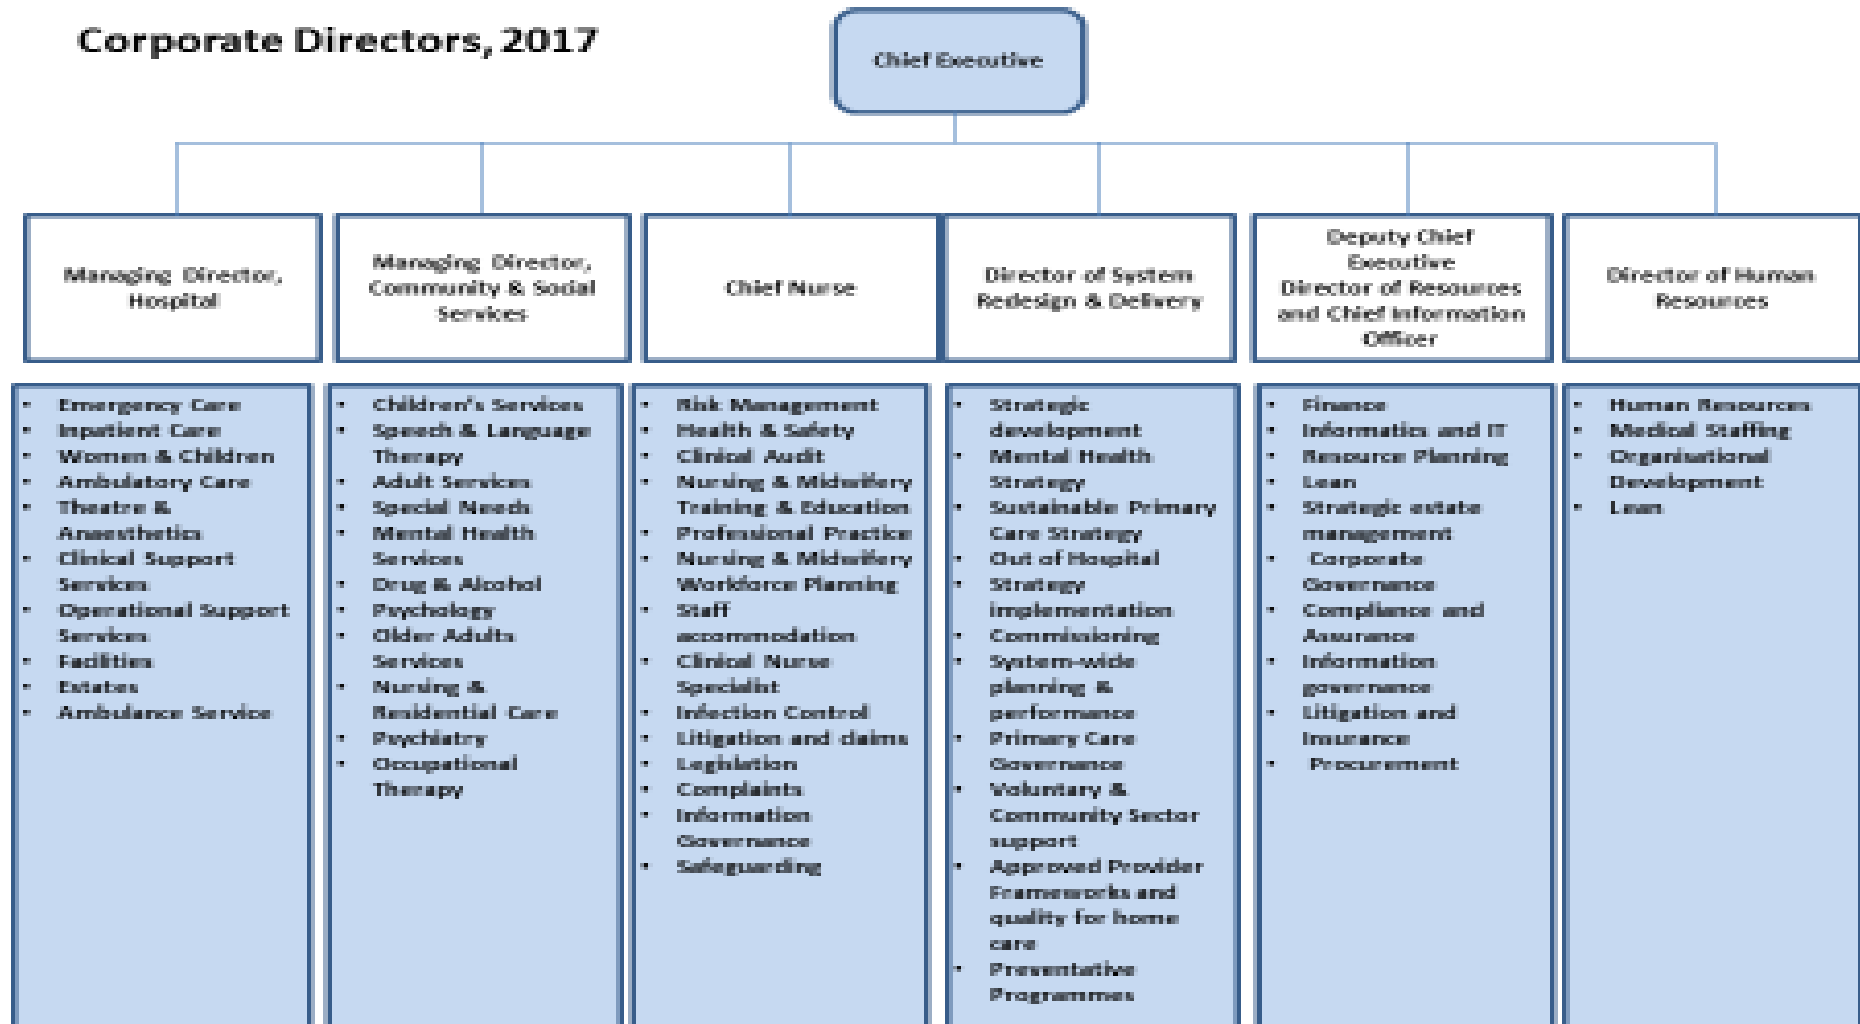 Corporate Directors, 2017
Chief Executive
Managing Director,
Hospital
Managing Director,
Community & Social
Services
Chief Nurse
Director of System
Redesign & Delivery
Deputy Chief
Executive
Director of Resources
and Chief Information
Officer
Director of Human
Resources
• Emergency Care
• Inpatient Care
• Women & Children
• Ambulatory Care
• Theatre &
Anaesthetics
• Clinical Support
Services
• Operational Support
Services
• Facilities
• Estates
• Ambulance Service
• Children's Services
• Speech & Language
Therapy
• Adult Services
• Special Needs
• Mental Health
Services
• Drug & Alcohol
• Psychology
• Older Adults
Services
• Nursing &
Residential Care
• Psychiatry
• Occupational
Therapy
• Risk Management
• Health & Safety
• Clinical Audit
• Nursing & Midwifery
Training & Education
• Professional Practice
• Nursing & Midwifery
Workforce Planning
• Staff
accommodation
• Clinical Nurse
Specialist
• Infection Control
• Litigation and claims
• Legislation
• Complaints
• Information
Governance
• Safeguarding
• Strategic
development
• Mental Health
Strategy
• Sustainable Primary
Care Strategy
• Out of Hospital
• Strategy
implementation
• Commissioning
• System-wide
planning &
performance
• Primary Care
Governance
• Voluntary &
Community Sector
support
• Approved Provider
Frameworks and
quality for home
care
• Preventative
Programmes
• Finance
• Informatics and IT
• Resource Planning
• Lean
• Strategic estate
management
• Corporate
Governance
• Compliance and
Assurance
• Information
governance
• Litigation and
Insurance
• Procurement
• Human Resources
• Medical Staffing
• Organisational
Development
• Lean